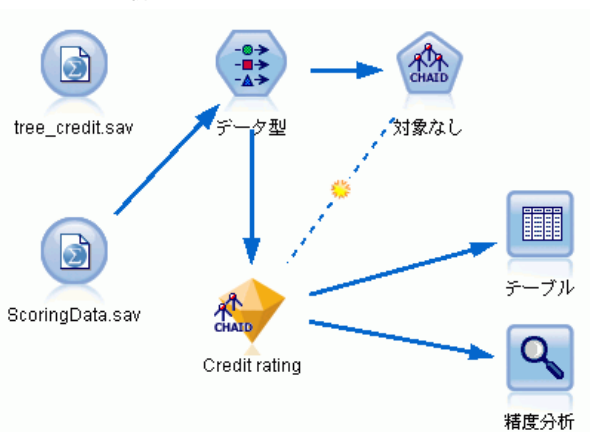 CHAID
tree_credit.sav
データ型
対象なし
ScoringData.sav
テーブル
CHAID
Credit rating
精度分析